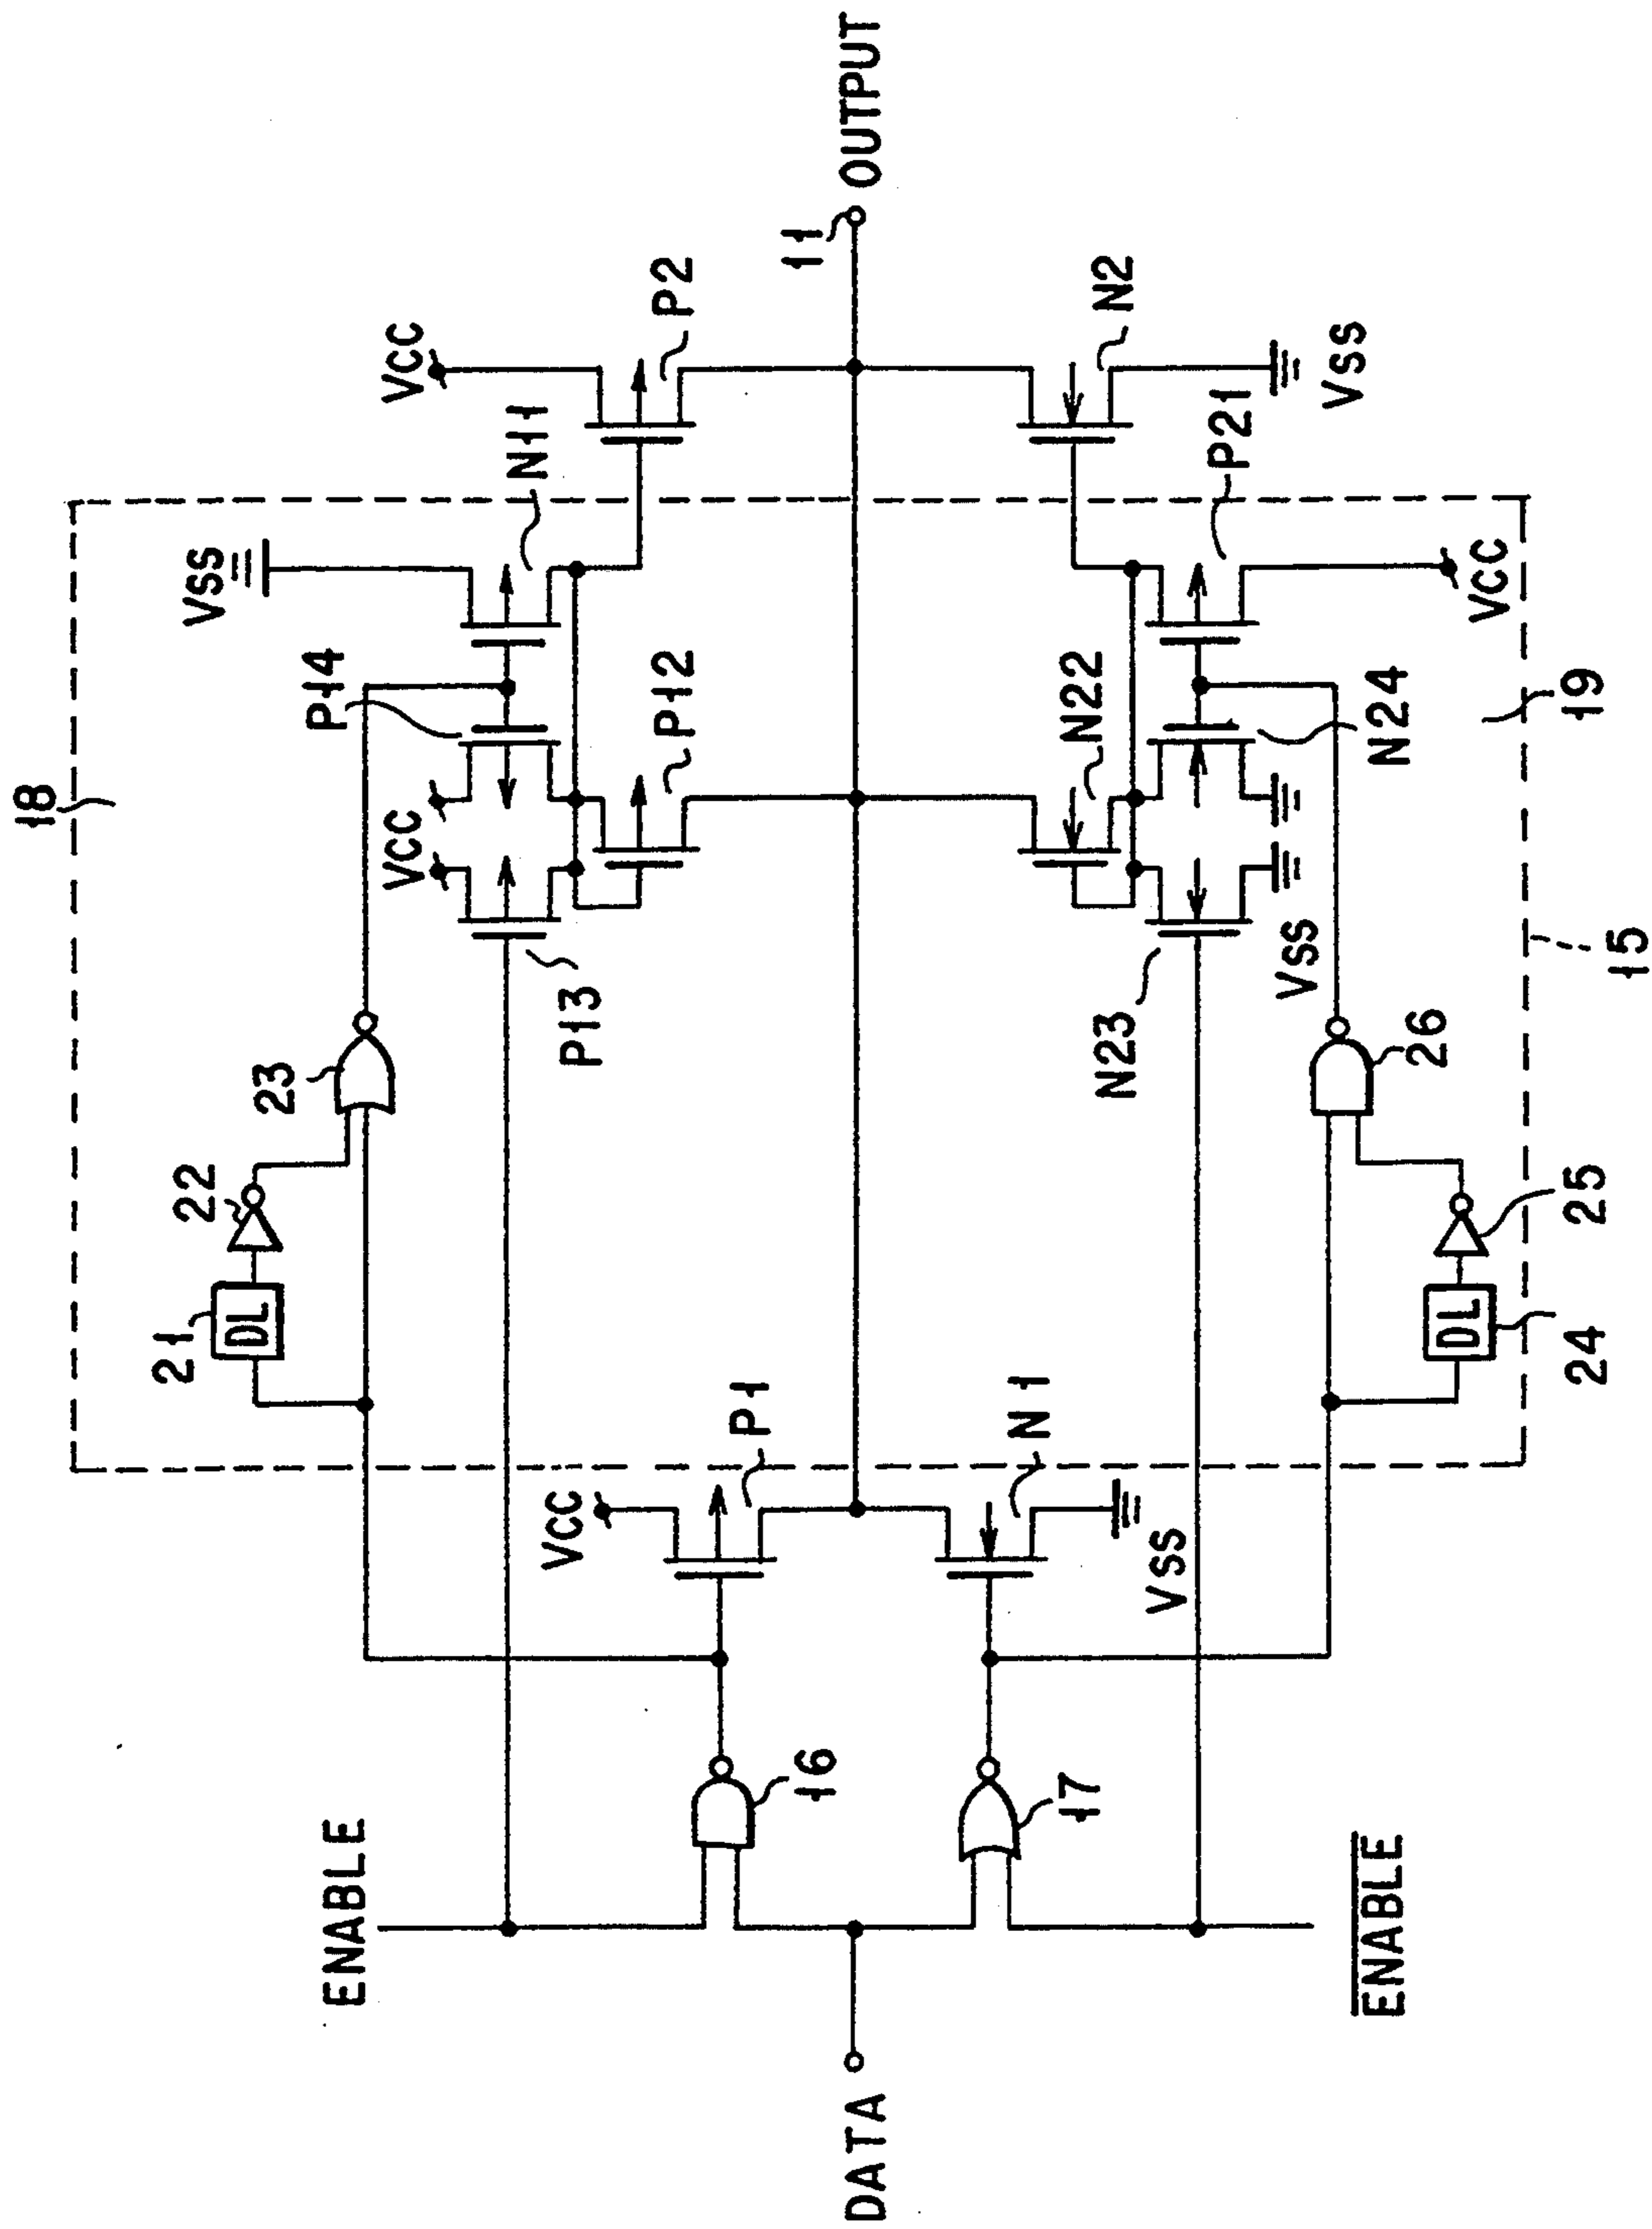 18
VSS
N11
VCC
P2
P14
VCC
P12
P13
23
22
21
DL
11
OUTPUT
N2
VSS
P21
N22
VCC
N24
19
N23
VSS
26
15
25
DL
24
P1
VCC
N1
VSS
16
17
ENABLE
DATA
ENABLE